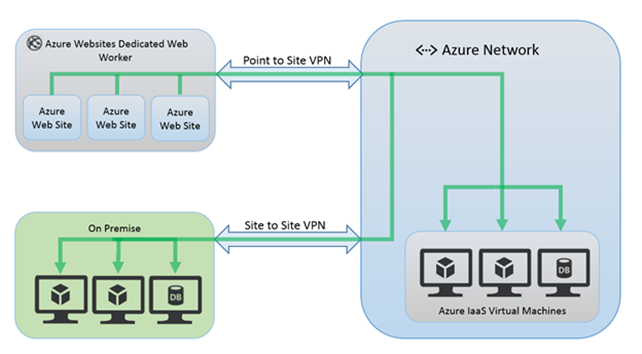 Azure Websites Dedicated Web
Worker
Azure
Web Site
Azure
Web Site
Azure
Web Site
Point to Site VPN
Azure Network
On Premise
DB
Site to Site VPN
DB
Azure IaaS Virtual Machines